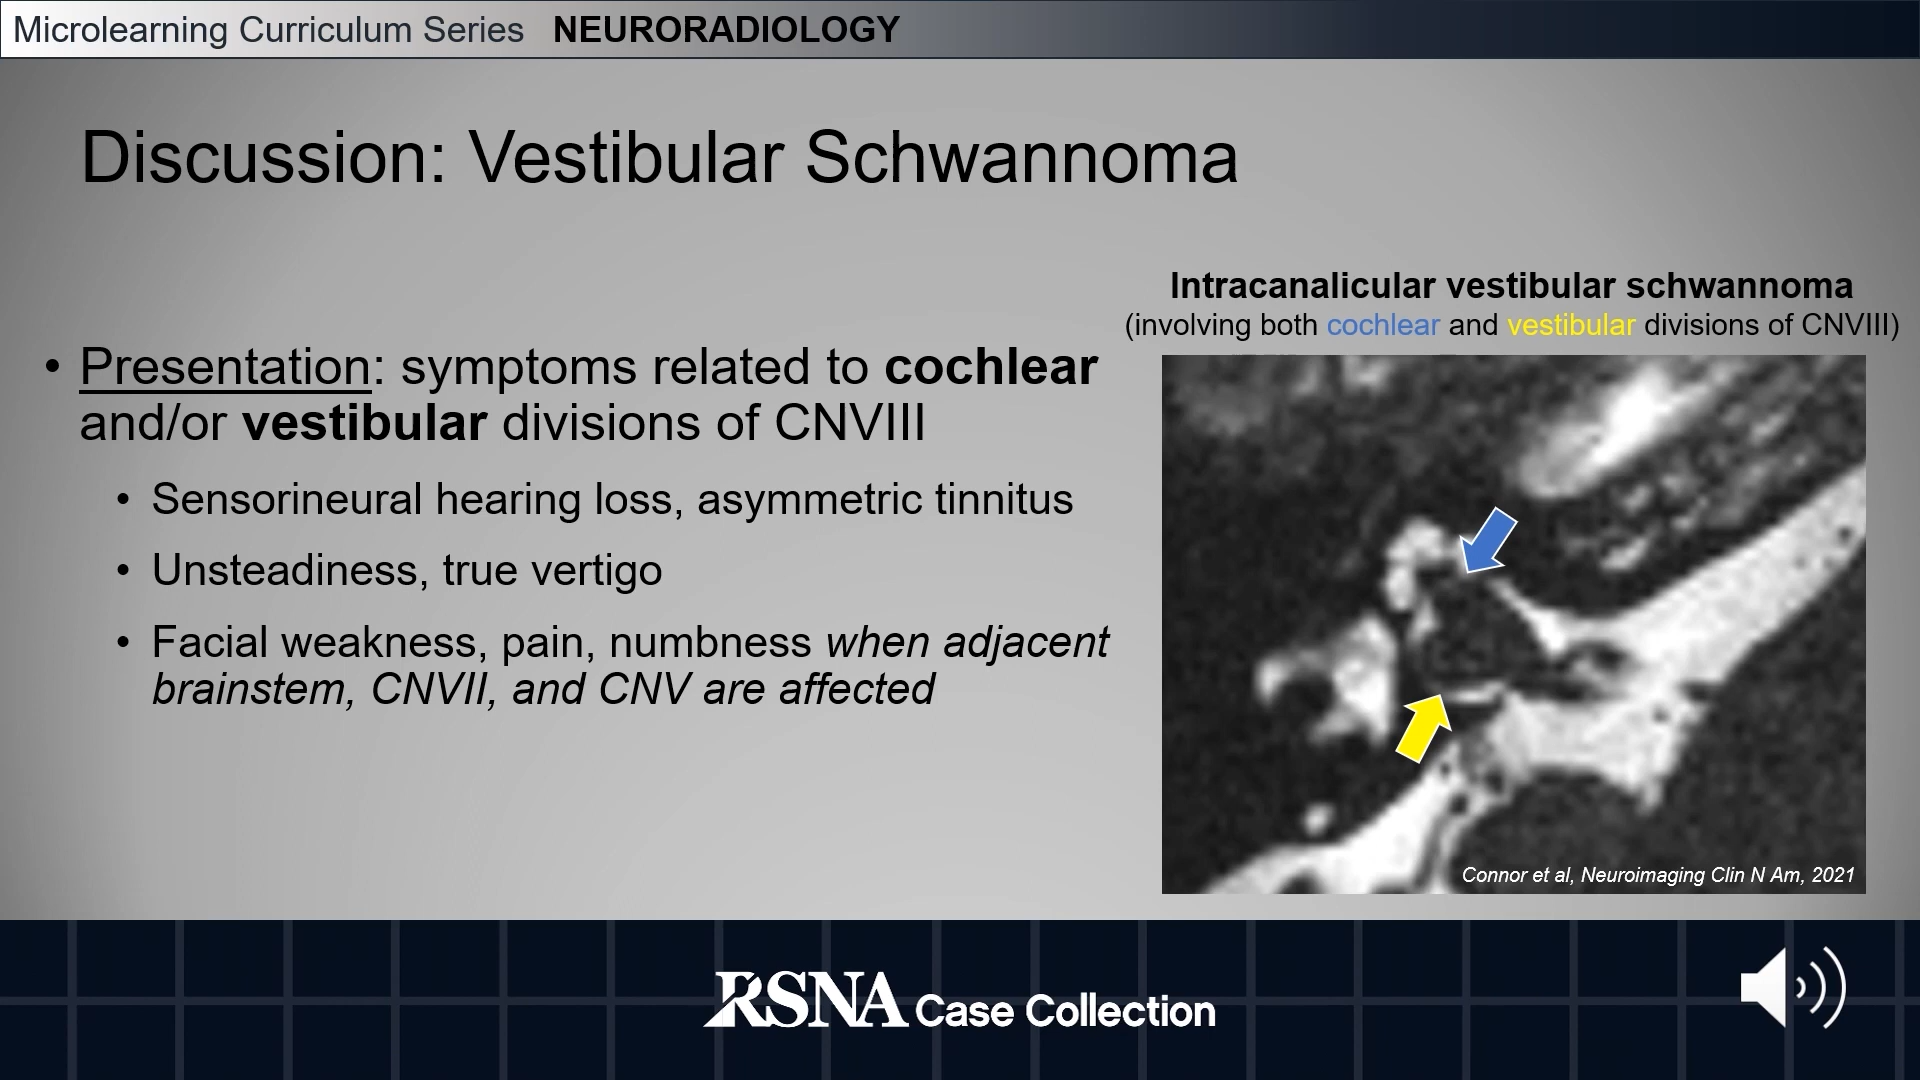 Microlearning Curriculum Series NEURORADIOLOGY
Discussion: Vestibular Schwannoma
Intracanalicular vestibular schwannoma
(involving both cochlear and vestibular divisions of CNVIII)
• Presentation: symptoms related to cochlear
and/or vestibular divisions of CNVIII
• Sensorineural hearing loss, asymmetric tinnitus
• Unsteadiness, true vertigo
• Facial weakness, pain, numbness when adjacent
brainstem, CNVII, and CNV are affected
Connor et al, Neuroimaging Clin N Am, 2021
RSNA Case Collection